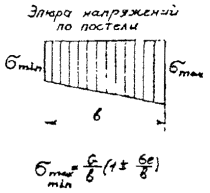 Эпюра напряжений
по постели
σmin
σmax
в
σmax min = G/в (1 ± 6e/в)